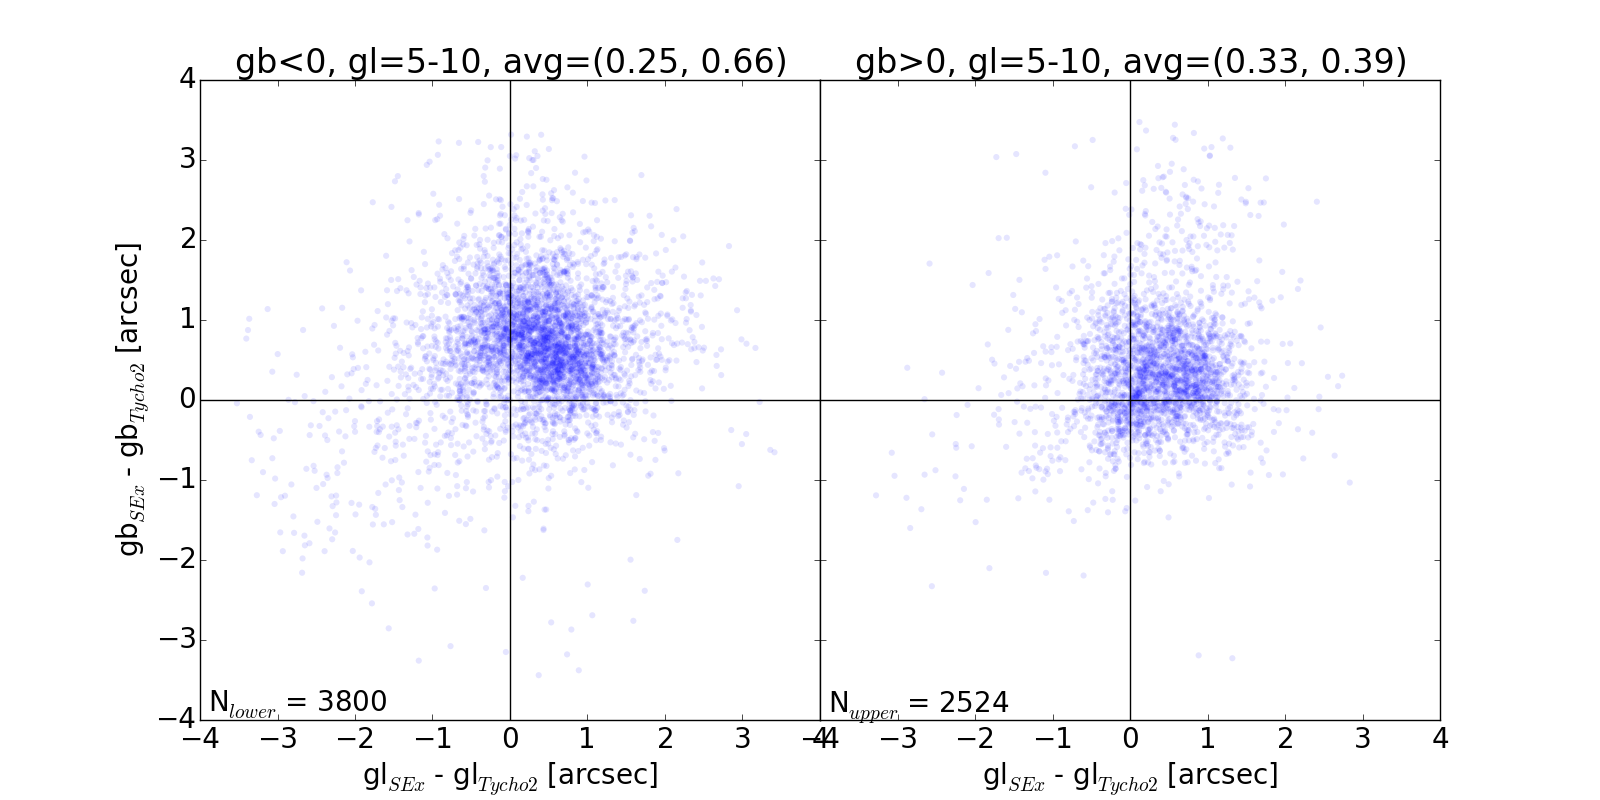 gb<0, gl=5-10, avg=(0.25, 0.66)
gb>0, gl=5-10, avg=(0.33, 0.39)
4
3
2
1
0
−1
−2
−3
−4
gb_SEx - gb_Tycho2 [arcsec]
N_lower = 3800
N_upper = 2524
−4 −3 −2 −1 0 1 2 3 4
−4 −3 −2 −1 0 1 2 3 4
gl_SEx - gl_Tycho2 [arcsec]
gl_SEx - gl_Tycho2 [arcsec]